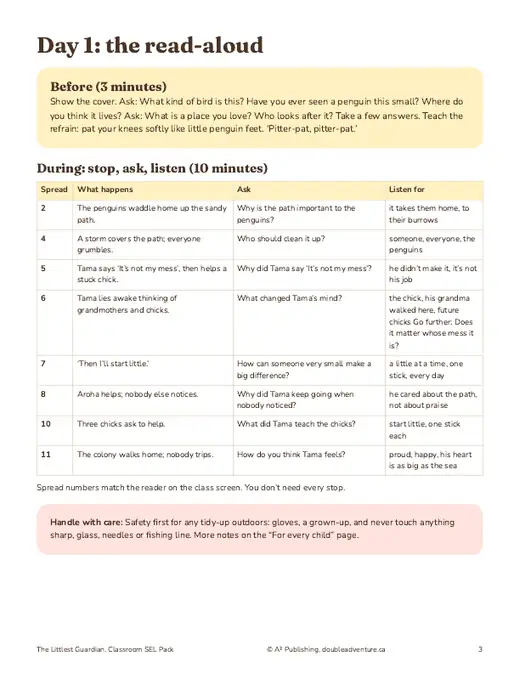 Day 1: the read-aloud
Before (3 minutes)
Show the cover. Ask: What kind of bird is this? Have you ever seen a penguin this small? Where do
you think it lives? Ask: What is a place you love? Who looks after it? Take a few answers. Teach the
refrain: pat your knees softly like little penguin feet. ‘Pitter-pat, pitter-pat.’
During: stop, ask, listen (10 minutes)
Spread What happens Ask Listen for
2 The penguins waddle home up the sandy Why is the path important to the it takes them home, to
path. penguins? their burrows
4 A storm covers the path; everyone Who should clean it up? someone, everyone, the
grumbles. penguins
5 Tama says ‘It’s not my mess’, then helps a Why did Tama say ‘It’s not my mess’? he didn’t make it, it’s not
stuck chick. his job
6 Tama lies awake thinking of What changed Tama’s mind? the chick, his grandma
grandmothers and chicks. walked here, future
chicks Go further: Does
it matter whose mess it
is?
7 ‘Then I’ll start little.’ How can someone very small make a a little at a time, one
big difference? stick, every day
8 Aroha helps; nobody else notices. Why did Tama keep going when he cared about the path,
nobody noticed? not about praise
10 Three chicks ask to help. What did Tama teach the chicks? start little, one stick
each
11 The colony walks home; nobody trips. How do you think Tama feels? proud, happy, his heart
is as big as the sea
Spread numbers match the reader on the class screen. You don’t need every stop.
Handle with care: Safety first for any tidy-up outdoors: gloves, a grown-up, and never touch anything
sharp, glass, needles or fishing line. More notes on the “For every child” page.
The Littlest Guardian. Classroom SEL Pack © A² Publishing, doubleadventure.ca 3